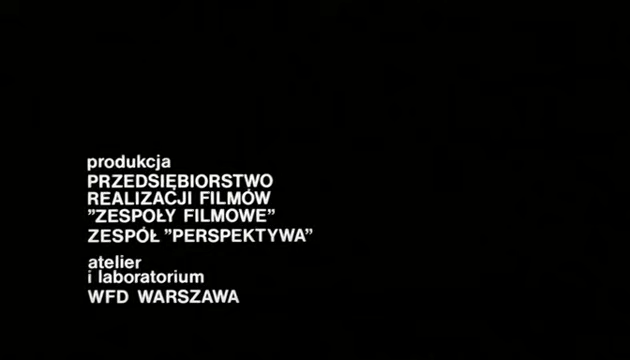 produkcja
PRZEDSIĘBIORSTWO
REALIZACJI FILMÓW
”ZESPOŁY FILMOWE”
ZESPÓŁ ”PERSPEKTYWA”
atelier
i laboratorium
WFD WARSZAWA